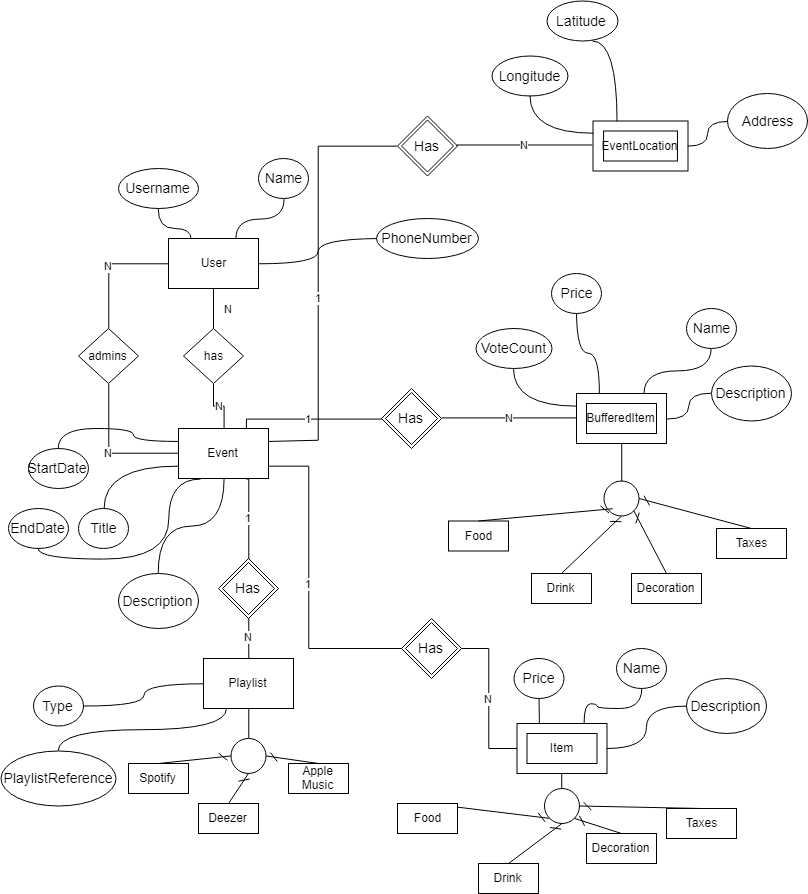 Latitude
Longitude
Address
Has
N
EventLocation
Name
Username
PhoneNumber
User
N
N
1
Price
admins
has
Name
VoteCount
Description
N
1
Has
N
BufferedItem
N
Event
StartDate
EndDate
Title
1
Food
Taxes
1
Has
Drink
Decoration
Description
N
Has
Name
Playlist
Price
N
Type
Description
Item
PlaylistReference
Spotify
Apple
Music
Deezer
Food
Taxes
Decoration
Drink